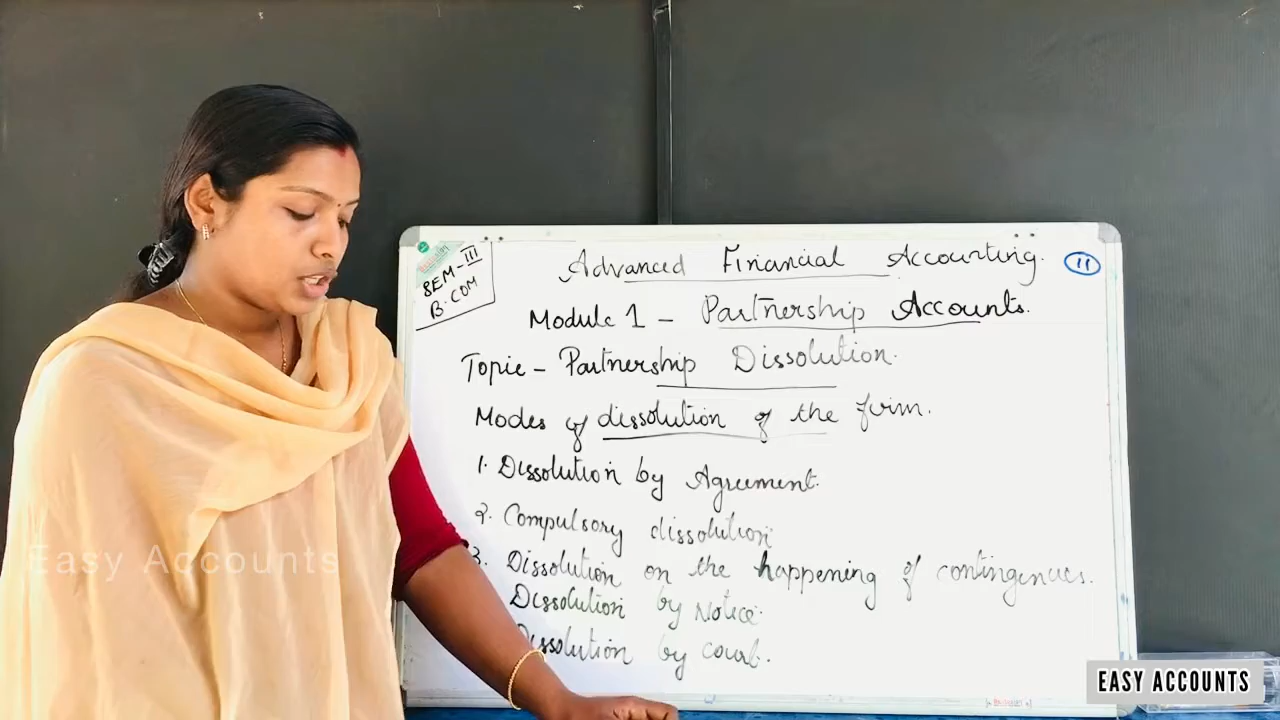 SEM-III
B.COM
Advanced Financial Accounting.
11
Module 1 - Partnership Accounts.
Topic - Partnership Dissolution.
Modes of dissolution of the firm.
1. Dissolution by Agreement.
2. Compulsory dissolution
3. Dissolution on the happening of contingencies.
Dissolution by Notice
Dissolution by court.
Easy Accounts
EASY ACCOUNTS